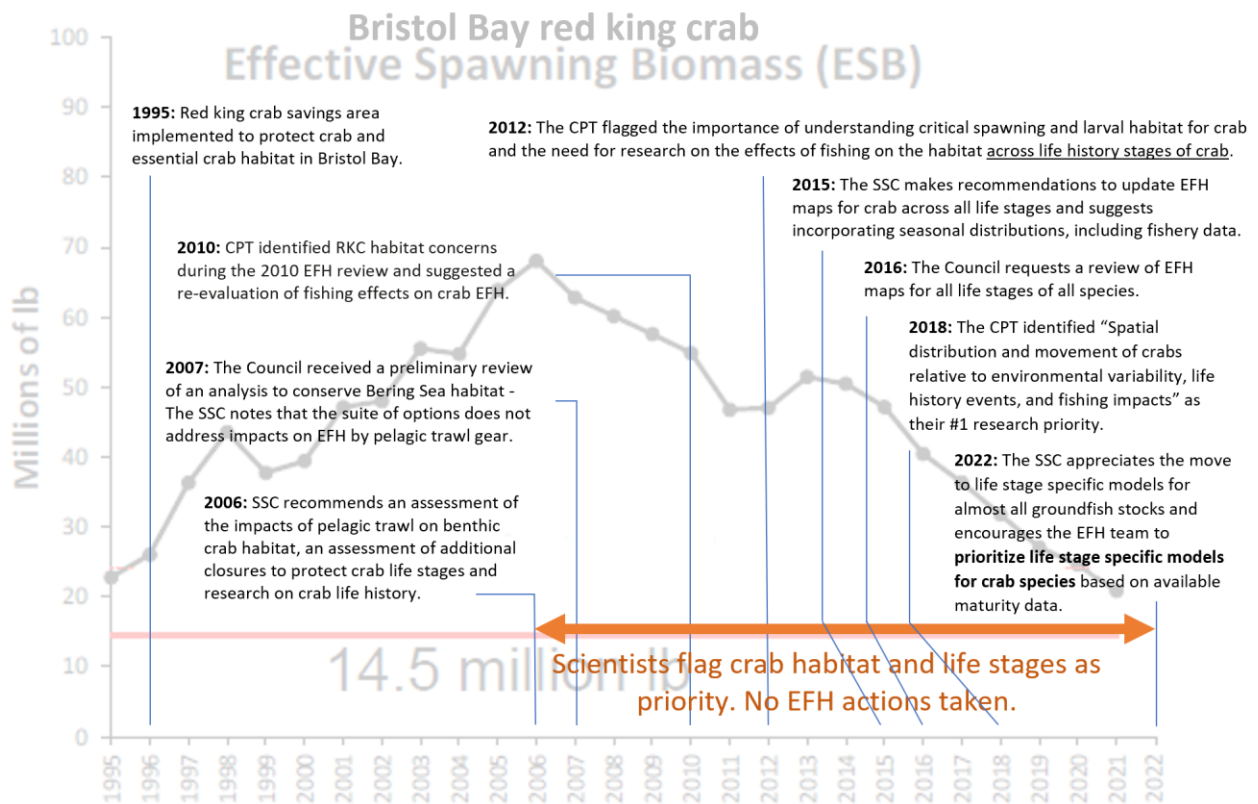 Bristol Bay red king crab
Effective Spawning Biomass (ESB)
Millions of lb
100
90
80
70
60
50
40
30
20
10
0
1995: Red king crab savings area
implemented to protect crab and
essential crab habitat in Bristol Bay.
2012: The CPT flagged the importance of understanding critical spawning and larval habitat for crab
and the need for research on the effects of fishing on the habitat across life history stages of crab.
2015: The SSC makes recommendations to update EFH
maps for crab across all life stages and suggests
incorporating seasonal distributions, including fishery data.
2010: CPT identified RKC habitat concerns
during the 2010 EFH review and suggested a
re-evaluation of fishing effects on crab EFH.
2016: The Council requests a review of EFH
maps for all life stages of all species.
2018: The CPT identified “Spatial
distribution and movement of crabs
relative to environmental variability, life
history events, and fishing impacts” as
their #1 research priority.
2007: The Council received a preliminary review
of an analysis to conserve Bering Sea habitat -
The SSC notes that the suite of options does not
address impacts on EFH by pelagic trawl gear.
2022: The SSC appreciates the move
to life stage specific models for
almost all groundfish stocks and
encourages the EFH team to
prioritize life stage specific models
for crab species based on available
maturity data.
2006: SSC recommends an assessment of
the impacts of pelagic trawl on benthic
crab habitat, an assessment of additional
closures to protect crab life stages and
research on crab life history.
14.5 million lb
Scientists flag crab habitat and life stages as
priority. No EFH actions taken.
1995
1996
1997
1998
1999
2000
2001
2002
2003
2004
2005
2006
2007
2008
2009
2010
2011
2012
2013
2014
2015
2016
2017
2018
2019
2020
2021
2022